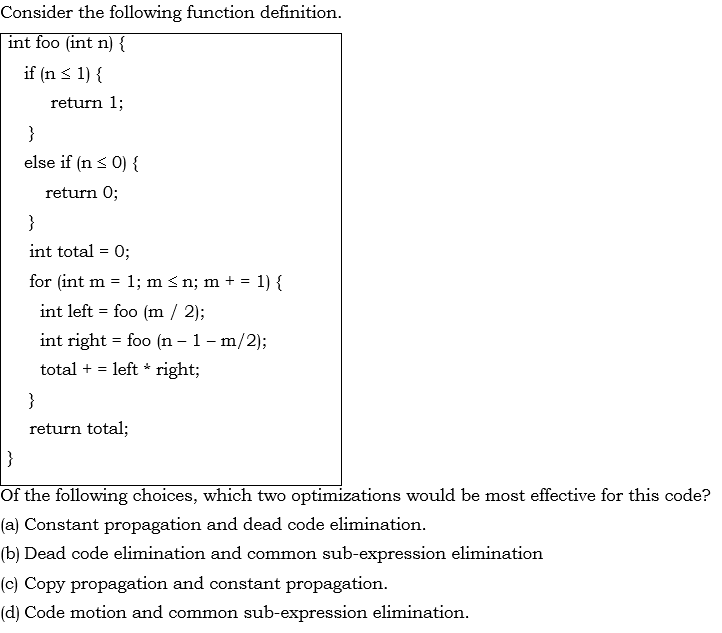 Consider the following function definition.
int foo (int n) {
if (n ≤ 1) {
return 1;
}
else if (n ≤ 0) {
return 0;
}
int total = 0;
for (int m = 1; m ≤ n; m + = 1) {
int left = foo (m / 2);
int right = foo (n – 1 – m/2);
total + = left * right;
}
return total;
}
Of the following choices, which two optimizations would be most effective for this code?
(a) Constant propagation and dead code elimination.
(b) Dead code elimination and common sub-expression elimination
(c) Copy propagation and constant propagation.
(d) Code motion and common sub-expression elimination.